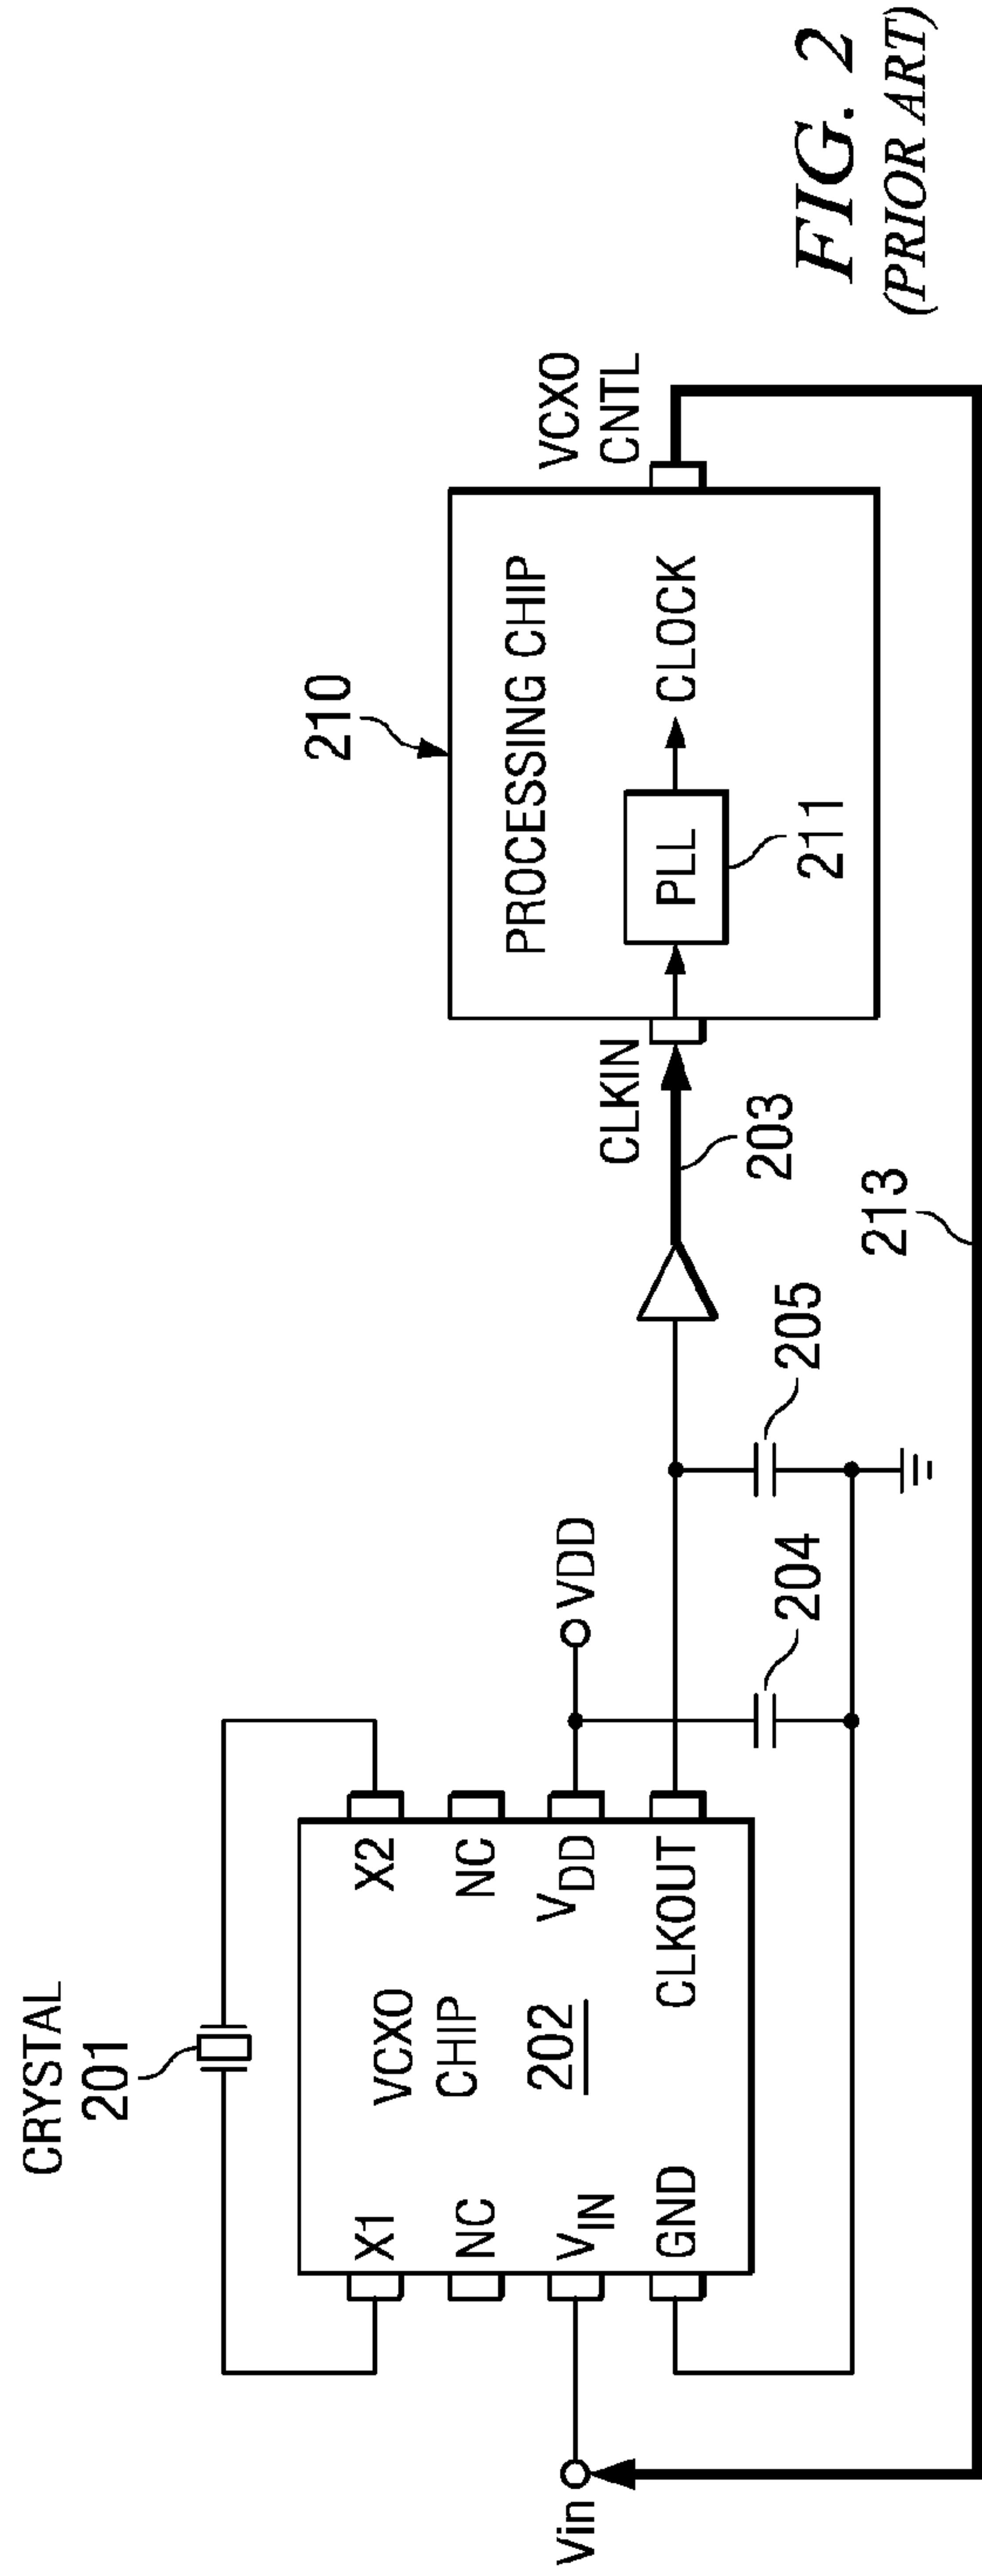 CRYSTAL
201
X1
X2
NC
NC
VCXO
CHIP
202
VIN
VDD
GND
CLKOUT
Vin
VDD
204
205
203
CLKIN
210
PROCESSING CHIP
PLL
CLOCK
211
VCXO
CNTL
213
FIG. 2
(PRIOR ART)